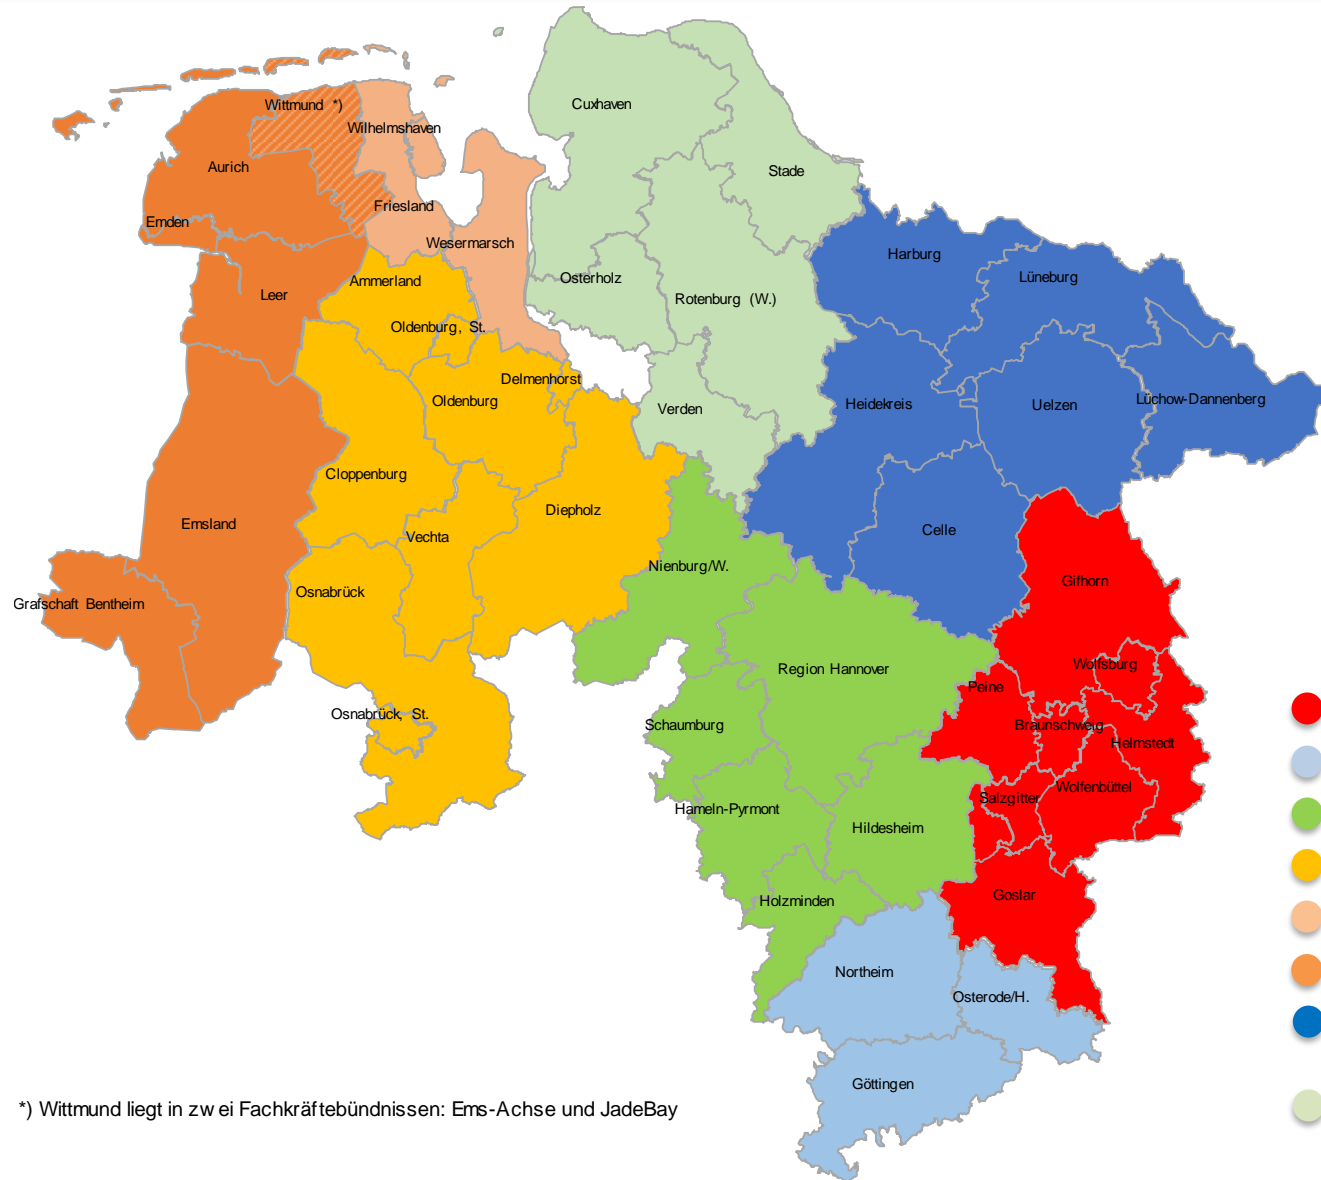 Wittmund *)
Cuxhaven
Wilhelmshaven
Aurich
Stade
Friesland
Emden
Wesermarsch
Harburg
Lüneburg
Ammerland
Osterholz
Leer
Rotenburg (W.)
Oldenburg, St.
Delmenhorst
Oldenburg
Verden
Heidekreis
Uelzen
Lüchow-Dannenberg
Cloppenburg
Diepholz
Emsland
Vechta
Celle
Nienburg/W.
Gifhorn
Osnabrück
Grafschaft Bentheim
Region Hannover
Wolfsburg
Peine
Osnabrück, St.
Schaumburg
Braunschweig
Helmstedt
Wolfenbüttel
Salzgitter
Hameln-Pyrmont
Hildesheim
Goslar
Holzminden
Northeim
Osterode/H.
Göttingen
*) Wittmund liegt in zwei Fachkräftebündnissen: Ems-Achse und JadeBay